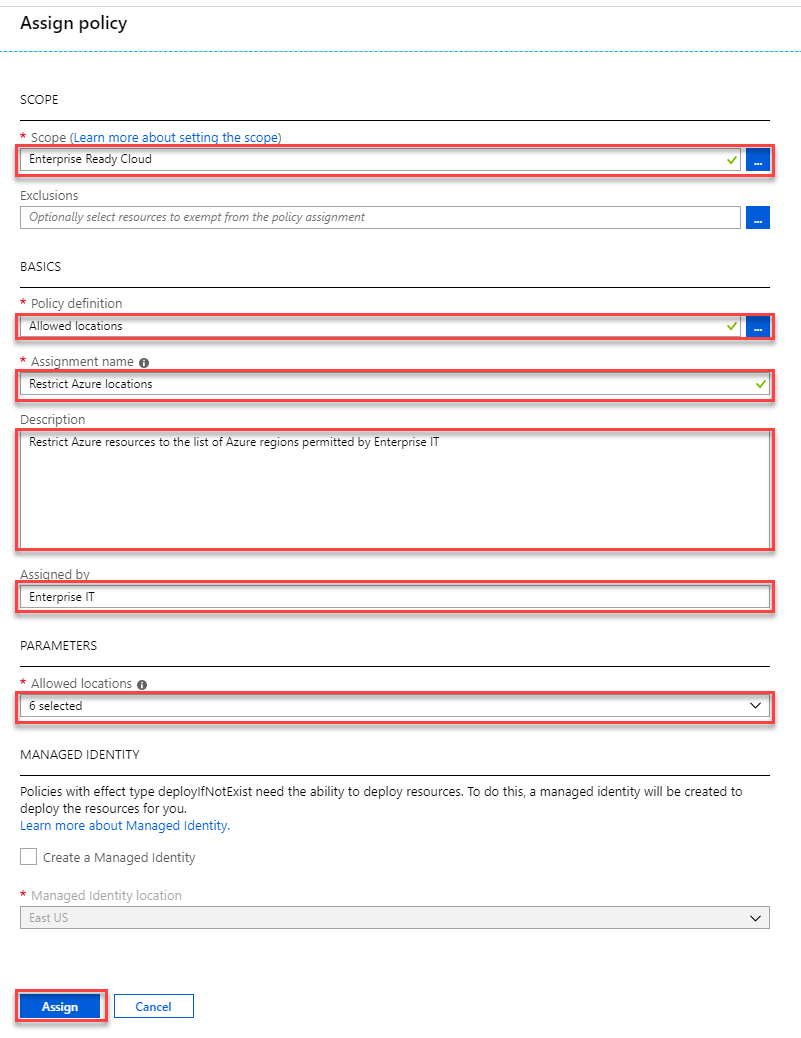 Assign policy
SCOPE
* Scope (Learn more about setting the scope)
Enterprise Ready Cloud
...
Exclusions
Optionally select resources to exempt from the policy assignment
...
BASICS
* Policy definition
Allowed locations
...
* Assignment name
Restrict Azure locations
Description
Restrict Azure resources to the list of Azure regions permitted by Enterprise IT
Assigned by
Enterprise IT
PARAMETERS
* Allowed locations
6 selected
MANAGED IDENTITY
Policies with effect type deployIfNotExist need the ability to deploy resources. To do this, a managed identity will be created to
deploy the resources for you.
Learn more about Managed Identity.
Create a Managed Identity
* Managed Identity location
East US
Assign Cancel